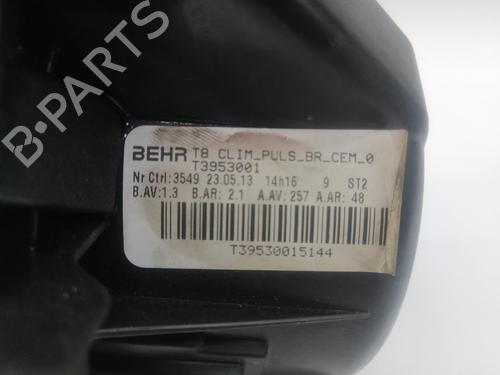 BEHR T8 CLIM_PULS_BR_CEM_0
T3953001
Nr Ctrl:3549 23.05.13 14h16 9 ST2
B.AV:1.3 B.AR: 2.1 A.AV: 257 A.AR: 48
T39530015144
B-PARTS